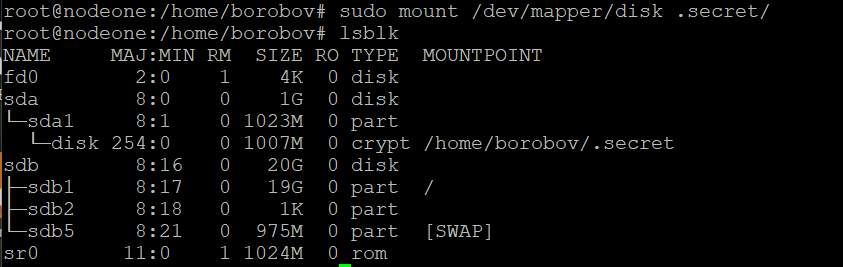 root@nodeone:/home/borobov# sudo mount /dev/mapper/disk .secret/
root@nodeone:/home/borobov# lsblk
NAME     MAJ:MIN RM  SIZE RO TYPE  MOUNTPOINT
fd0        2:0    1    4K  0 disk
sda        8:0    0    1G  0 disk
└─sda1     8:1    0 1023M  0 part
  └─disk 254:0    0 1007M  0 crypt /home/borobov/.secret
sdb        8:16   0   20G  0 disk
├─sdb1     8:17   0   19G  0 part  /
├─sdb2     8:18   0    1K  0 part
└─sdb5     8:21   0  975M  0 part  [SWAP]
sr0       11:0    1 1024M  0 rom